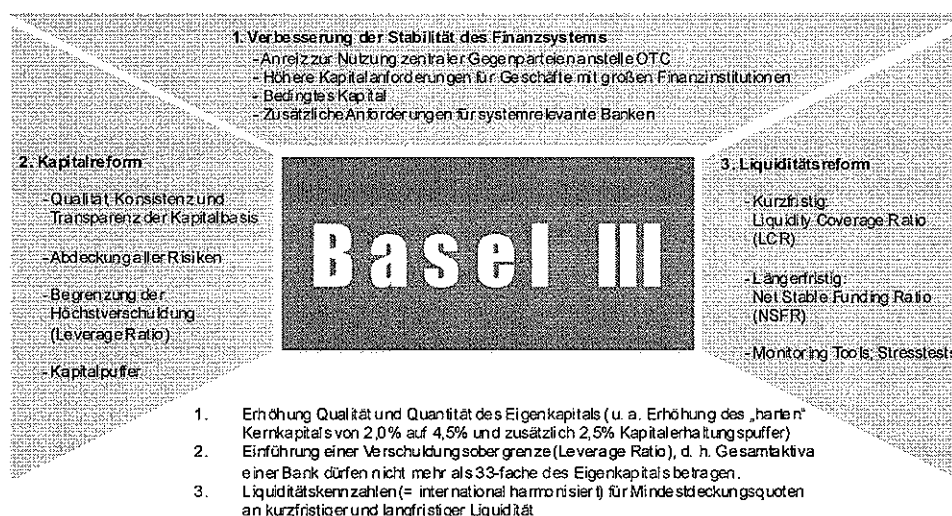 1. Verbesserung der Stabilität des Finanzsystems
- Anreiz zur Nutzung zentraler Gegenparteien anstelle OTC
- Höhere Kapitalanforderungen für Geschäfte mit großen Finanzinstitutionen
- Bedingtes Kapital
- Zusätzliche Anforderungen für systemrelevante Banken
2. Kapitalreform
- Qualität, Konsistenz und
Transparenz der Kapitalbasis
- Abdeckung aller Risiken
- Begrenzung der
Höchstverschuldung
(Leverage Ratio)
- Kapitalpuffer
Basel III
3. Liquiditätsreform
- Kurzfristig:
Liquidity Coverage Ratio
(LCR)
- Längerfristig:
Net Stable Funding Ratio
(NSFR)
- Monitoring Tools, Stresstest
1. Erhöhung Qualität und Quantität des Eigenkapitals (u. a. Erhöhung des „harten“
Kernkapitals von 2,0% auf 4,5% und zusätzlich 2,5% Kapitalerhaltungspuffer)
2. Einführung einer Verschuldungsobergrenze (Leverage Ratio), d. h. Gesamtaktiva
einer Bank dürfen nicht mehr als 33-fache des Eigenkapitals betragen.
3. Liquiditätskennzahlen (= international harmonisiert) für Mindestdeckungsquoten
an kurzfristiger und langfristiger Liquidität